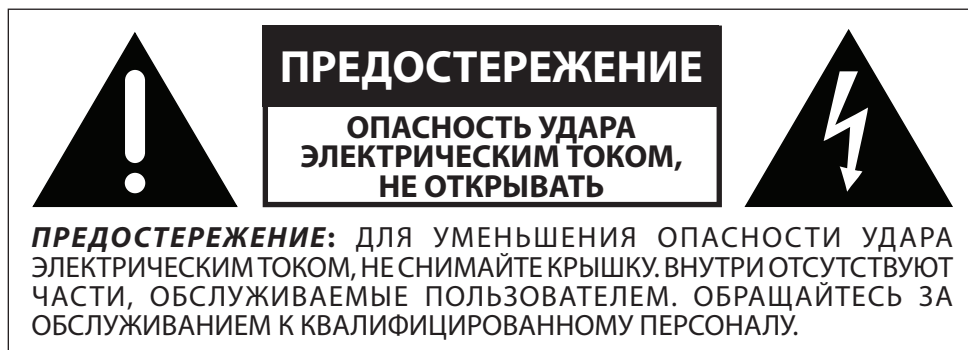 ПРЕДОСТЕРЕЖЕНИЕ
ОПАСНОСТЬ УДАРА
ЭЛЕКТРИЧЕСКИМ ТОКОМ,
НЕ ОТКРЫВАТЬ
ПРЕДОСТЕРЕЖЕНИЕ: ДЛЯ УМЕНЬШЕНИЯ ОПАСНОСТИ УДАРА
ЭЛЕКТРИЧЕСКИМ ТОКОМ, НЕ СНИМАЙТЕ КРЫШКУ. ВНУТРИ ОТСУТСТВУЮТ
ЧАСТИ, ОБСЛУЖИВАЕМЫЕ ПОЛЬЗОВАТЕЛЕМ. ОБРАЩАЙТЕСЬ ЗА
ОБСЛУЖИВАНИЕМ К КВАЛИФИЦИРОВАННОМУ ПЕРСОНАЛУ.